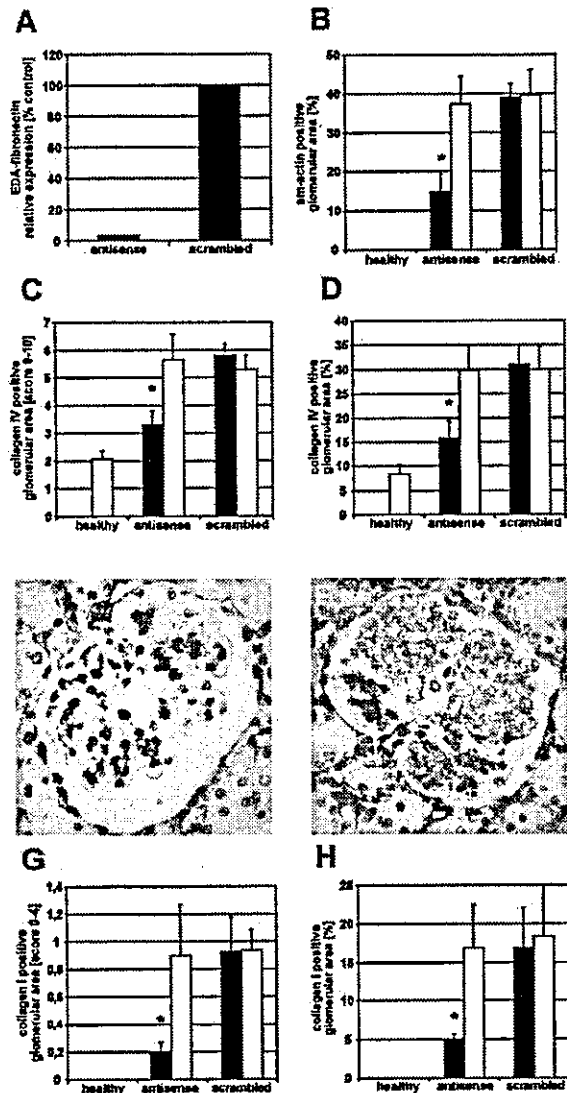 A
EDA-fibronectin
relative expression [% control]
120
100
80
60
40
20
0
antisense scrambled
B
sm-actin positive
glomerular area [%]
50
40
30
20
10
0
*
healthy antisense scrambled
C
collagen IV positive
glomerular area [score 0-10]
7
6
5
4
3
2
1
0
*
healthy antisense scrambled
D
collagen IV positive
glomerular area [%]
40
35
30
25
20
15
10
5
0
*
healthy antisense scrambled
G
collagen I positive
glomerular area [score 0-4]
1,4
1,2
1
0,8
0,6
0,4
0,2
0
*
healthy antisense scrambled
H
collagen I positive
glomerular area [%]
25
20
15
10
5
0
*
healthy antisense scrambled